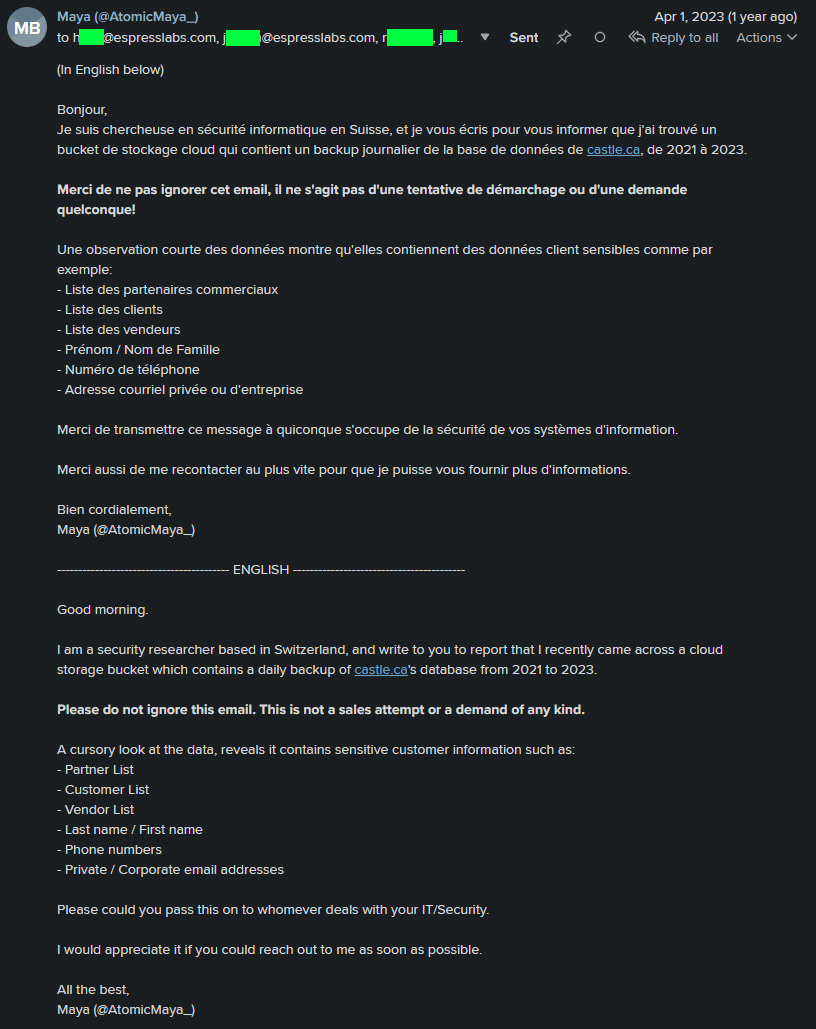 MB
Maya (@AtomicMaya_)
Apr 1, 2023 (1 year ago)
to h @espresslabs.com, j @espresslabs.com, r , j ..
Sent
Reply to all
Actions
(In English below)
Bonjour,
Je suis chercheuse en sécurité informatique en Suisse, et je vous écris pour vous informer que j'ai trouvé un
bucket de stockage cloud qui contient un backup journalier de la base de données de castle.ca, de 2021 à 2023.
Merci de ne pas ignorer cet email, il ne s'agit pas d'une tentative de démarchage ou d'une demande
quelconque!
Une observation courte des données montre qu'elles contiennent des données client sensibles comme par
exemple:
- Liste des partenaires commerciaux
- Liste des clients
- Liste des vendeurs
- Prénom / Nom de Famille
- Numéro de téléphone
- Adresse courriel privée ou d'entreprise
Merci de transmettre ce message à quiconque s'occupe de la sécurité de vos systèmes d'information.
Merci aussi de me recontacter au plus vite pour que je puisse vous fournir plus d'informations.
Bien cordialement,
Maya (@AtomicMaya_)
----------------------------------------- ENGLISH -----------------------------------------
Good morning.
I am a security researcher based in Switzerland, and write to you to report that I recently came across a cloud
storage bucket which contains a daily backup of castle.ca's database from 2021 to 2023.
Please do not ignore this email. This is not a sales attempt or a demand of any kind.
A cursory look at the data, reveals it contains sensitive customer information such as:
- Partner List
- Customer List
- Vendor List
- Last name / First name
- Phone numbers
- Private / Corporate email addresses
Please could you pass this on to whomever deals with your IT/Security.
I would appreciate it if you could reach out to me as soon as possible.
All the best,
Maya (@AtomicMaya_)